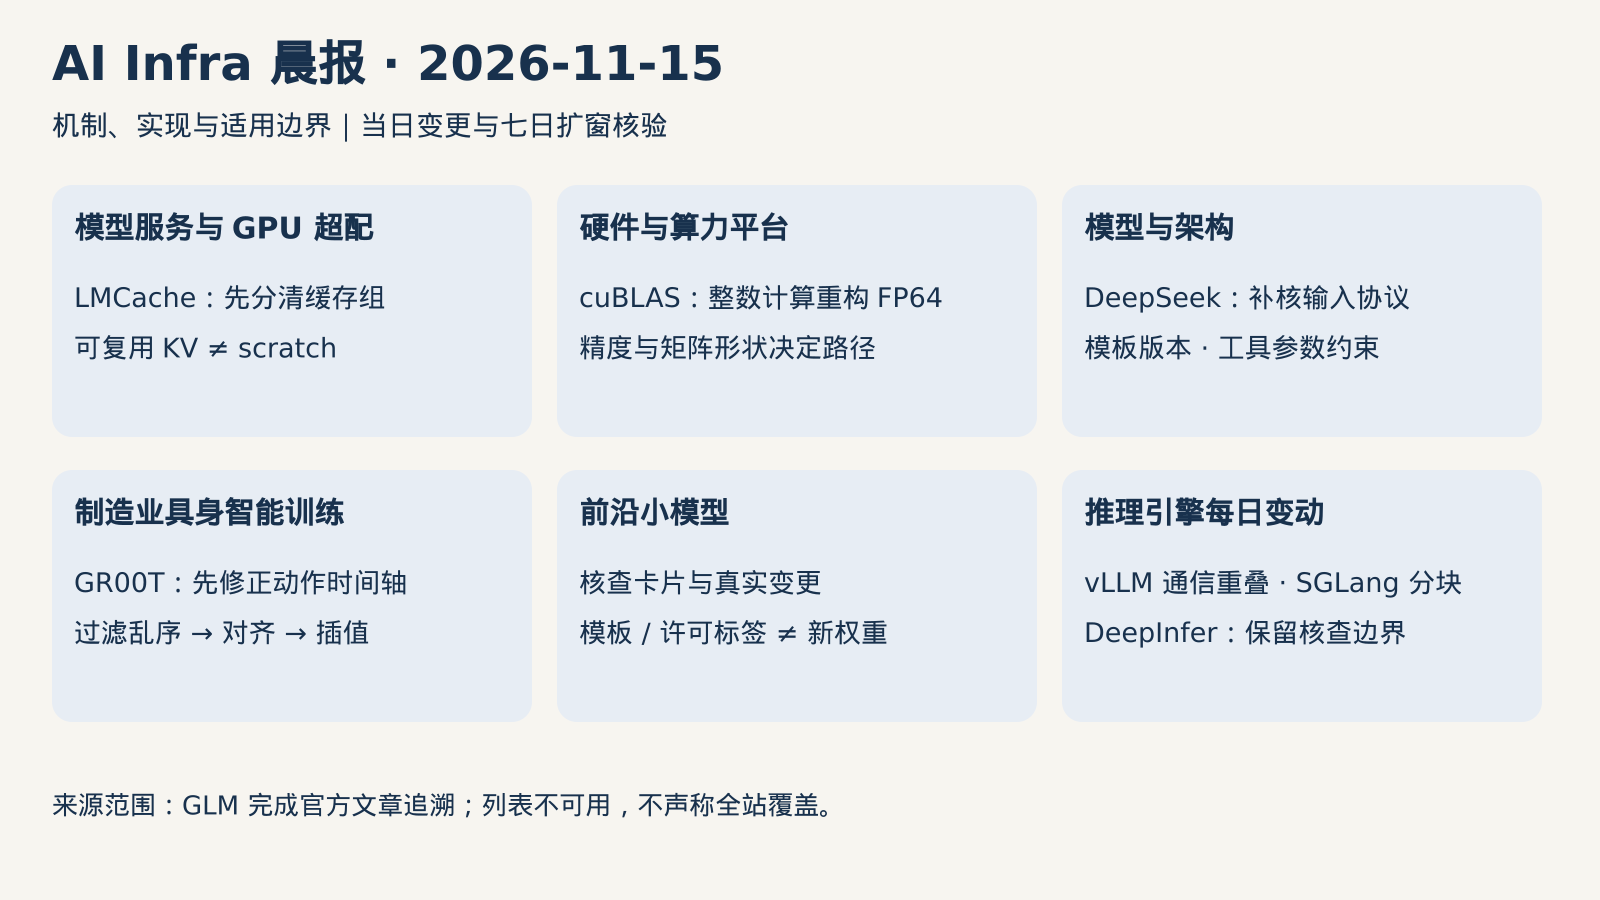 AI Infra 晨报 · 2026-11-15
机制、实现与适用边界｜当日变更与七日扩窗核验
模型服务与 GPU 超配
LMCache：先分清缓存组
可复用 KV ≠ scratch
硬件与算力平台
cuBLAS：整数计算重构 FP64
精度与矩阵形状决定路径
模型与架构
DeepSeek：补核输入协议
模板版本 · 工具参数约束
制造业具身智能训练
GR00T：先修正动作时间轴
过滤乱序 → 对齐 → 插值
前沿小模型
核查卡片与真实变更
模板 / 许可标签 ≠ 新权重
推理引擎每日变动
vLLM 通信重叠 · SGLang 分块
DeepInfer：保留核查边界
来源范围：GLM 完成官方文章追溯；列表不可用，不声称全站覆盖。